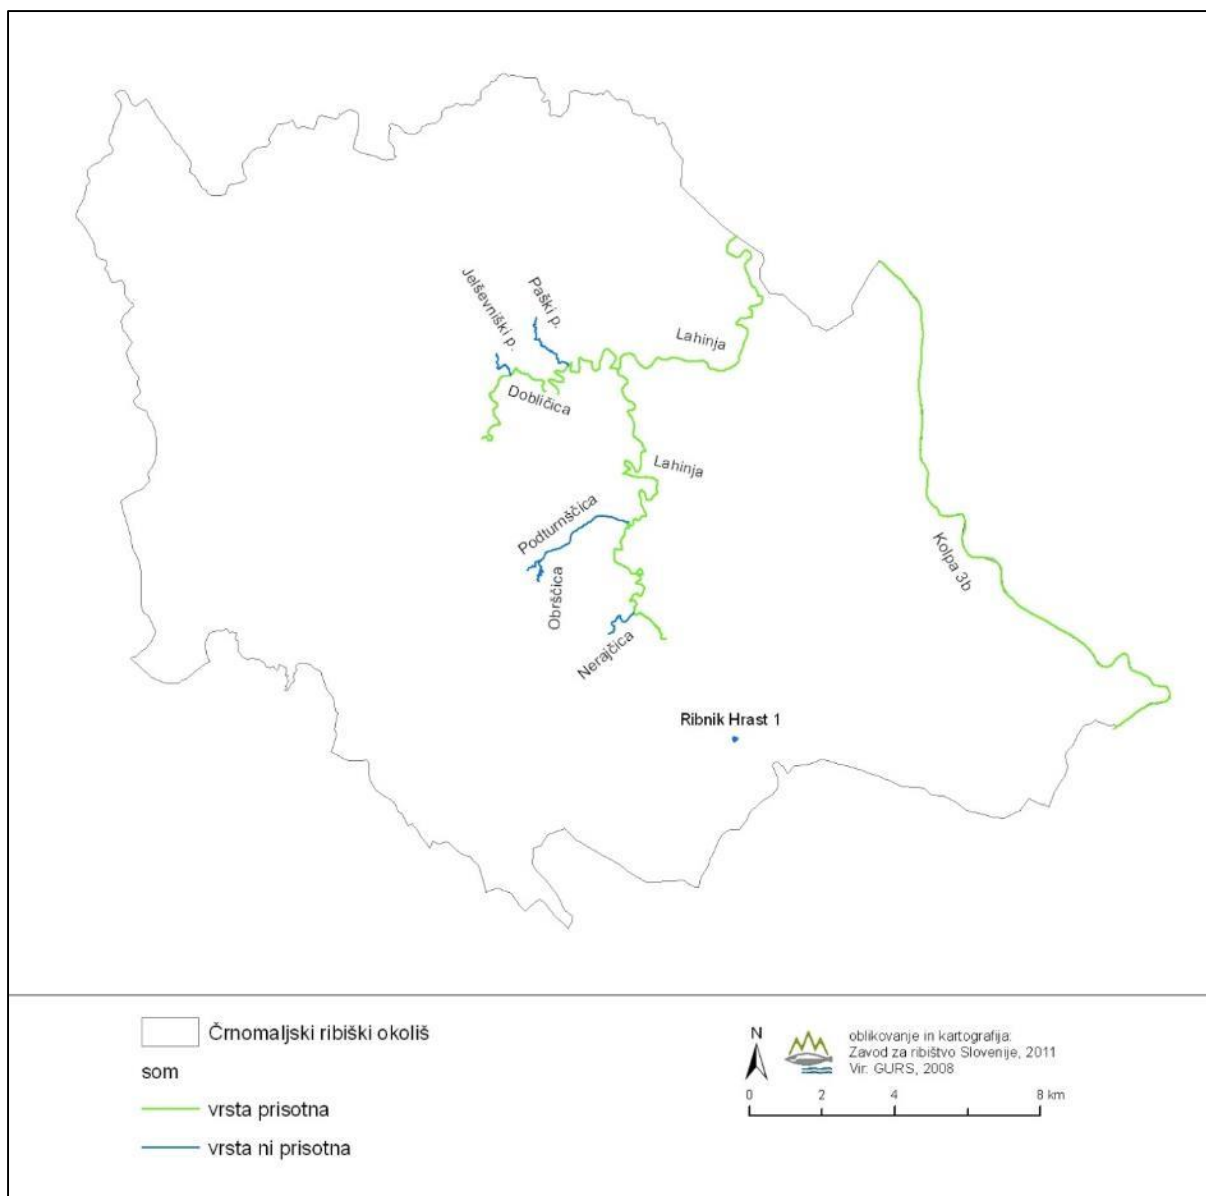 Jelševniški p.
Paški p.
Lahinja
Dobličica
Lahinja
Podturnščica
Obrščica
Nerajčica
Kolpa 3b
Ribnik Hrast 1
Črnomaljski ribiški okoliš
som
vrsta prisotna
vrsta ni prisotna
N
oblikovanje in kartografija:
Zavod za ribištvo Slovenije, 2011
Vir: GURS, 2008
0 2 4 8 km